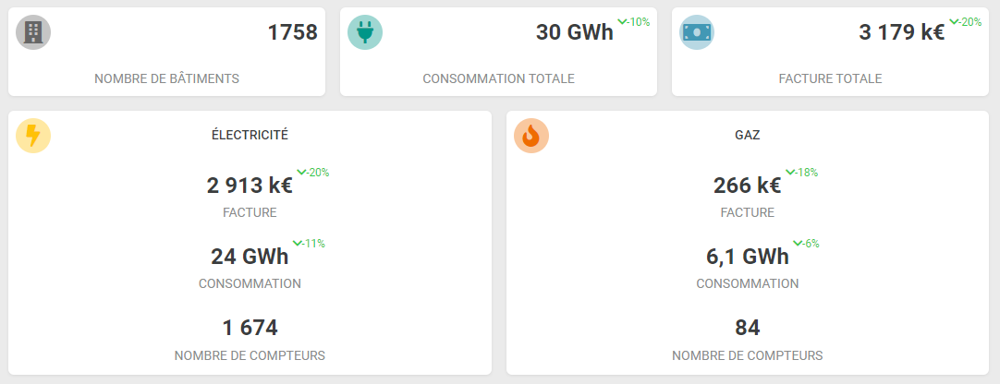 1758
NOMBRE DE BÂTIMENTS
30 GWh -10%
CONSOMMATION TOTALE
3 179 k€ -20%
FACTURE TOTALE
ÉLECTRICITÉ
2 913 k€ -20%
FACTURE
24 GWh -11%
CONSOMMATION
1 674
NOMBRE DE COMPTEURS
GAZ
266 k€ -18%
FACTURE
6,1 GWh -6%
CONSOMMATION
84
NOMBRE DE COMPTEURS